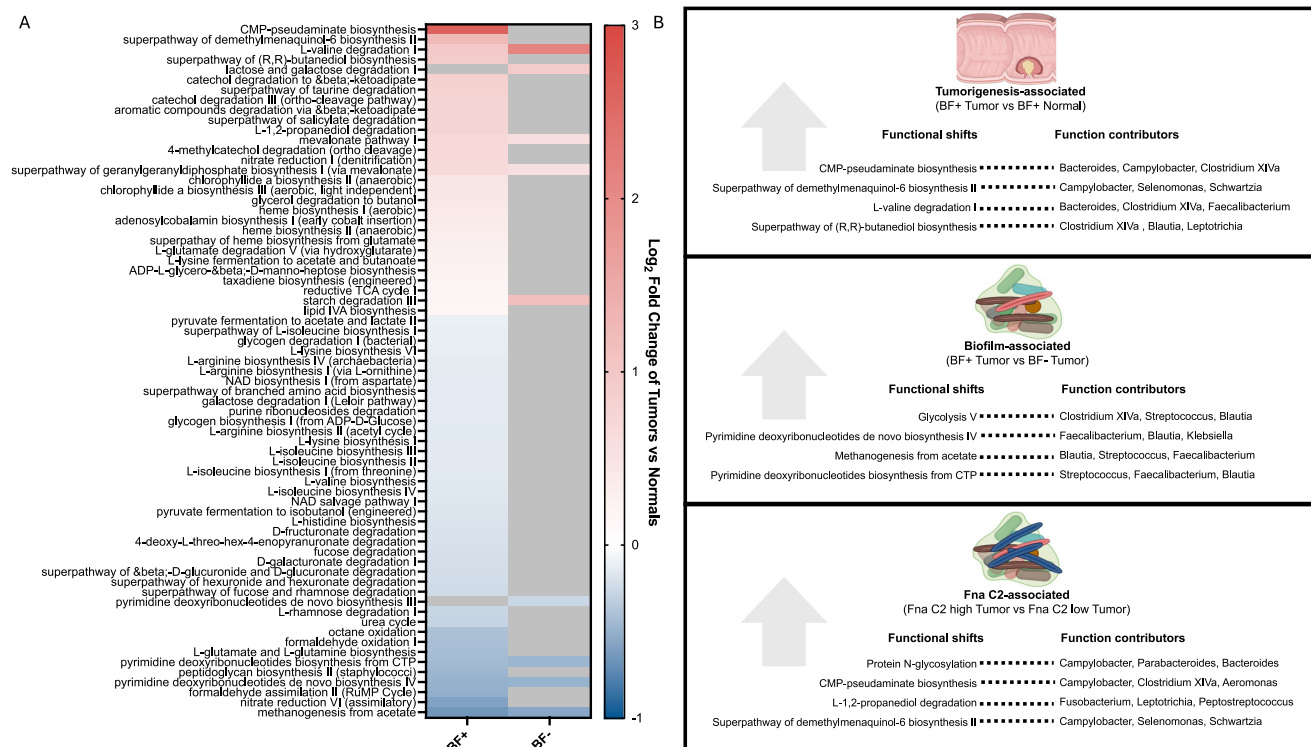 A
CMP-pseudaminate biosynthesis
superpathway of demethylmenaquinol-6 biosynthesis II
L-valine degradation I
superpathway of (R,R)-butanediol biosynthesis
lactose and galactose degradation I
catechol degradation to &beta;-ketoadipate
superpathway of taurine degradation
catechol degradation III (ortho-cleavage pathway)
aromatic compounds degradation via &beta;-ketoadipate
superpathway of salicylate degradation
L-1,2-propanediol degradation
mevalonate pathway I
4-methylcatechol degradation (ortho cleavage)
nitrate reduction I (denitrification)
superpathway of geranylgeranyldiphosphate biosynthesis I (via mevalonate)
chlorophyllide a biosynthesis II (anaerobic)
chlorophyllide a biosynthesis III (aerobic, light independent)
glycerol degradation to butanol
heme biosynthesis I (aerobic)
adenosylcobalamin biosynthesis I (early cobalt insertion)
heme biosynthesis II (anaerobic)
superpathay of heme biosynthesis from glutamate
L-glutamate degradation V (via hydroxyglutarate)
L-lysine fermentation to acetate and butanoate
ADP-L-glycero-&beta;-D-manno-heptose biosynthesis
taxadiene biosynthesis (engineered)
reductive TCA cycle I
starch degradation III
lipid IVA biosynthesis
pyruvate fermentation to acetate and lactate II
superpathway of L-isoleucine biosynthesis I
glycogen degradation I (bacterial)
L-lysine biosynthesis VI
L-arginine biosynthesis IV (archaebacteria)
L-arginine biosynthesis I (via L-ornithine)
NAD biosynthesis I (from aspartate)
superpathway of branched amino acid biosynthesis
galactose degradation I (Leloir pathway)
purine ribonucleosides degradation
glycogen biosynthesis I (from ADP-D-Glucose)
L-arginine biosynthesis II (acetyl cycle)
L-lysine biosynthesis I
L-isoleucine biosynthesis III
L-isoleucine biosynthesis II
L-isoleucine biosynthesis I (from threonine)
L-valine biosynthesis
L-isoleucine biosynthesis IV
NAD salvage pathway I
pyruvate fermentation to isobutanol (engineered)
L-histidine biosynthesis
D-fructuronate degradation
4-deoxy-L-threo-hex-4-enopyranuronate degradation
fucose degradation
D-galacturonate degradation I
superpathway of &beta;-D-glucuronide and D-glucuronate degradation
superpathway of hexuronide and hexuronate degradation
superpathway of fucose and rhamnose degradation
pyrimidine deoxyribonucleotides de novo biosynthesis III
L-rhamnose degradation I
urea cycle
octane oxidation
formaldehyde oxidation I
L-glutamate and L-glutamine biosynthesis
pyrimidine deoxyribonucleotides biosynthesis from CTP
peptidoglycan biosynthesis II (staphylococci)
pyrimidine deoxyribonucleotides de novo biosynthesis IV
formaldehyde assimilation II (RuMP Cycle)
nitrate reduction VI (assimilatory)
methanogenesis from acetate
BF+
BF-
3
2
1
0
-1
Log2 Fold Change of Tumors vs Normals
B
Tumorigenesis-associated
(BF+ Tumor vs BF+ Normal)
Functional shifts Function contributors
CMP-pseudaminate biosynthesis Bacteroides, Campylobacter, Clostridium XIVa
Superpathway of demethylmenaquinol-6 biosynthesis II Campylobacter, Selenomonas, Schwartzia
L-valine degradation I Bacteroides, Clostridium XIVa, Faecalibacterium
Superpathway of (R,R)-butanediol biosynthesis Clostridium XIVa , Blautia, Leptotrichia
Biofilm-associated
(BF+ Tumor vs BF- Tumor)
Functional shifts Function contributors
Glycolysis V Clostridium XIVa, Streptococcus, Blautia
Pyrimidine deoxyribonucleotides de novo biosynthesis IV Faecalibacterium, Blautia, Klebsiella
Methanogenesis from acetate Blautia, Streptococcus, Faecalibacterium
Pyrimidine deoxyribonucleotides biosynthesis from CTP Streptococcus, Faecalibacterium, Blautia
Fna C2-associated
(Fna C2 high Tumor vs Fna C2 low Tumor)
Functional shifts Function contributors
Protein N-glycosylation Campylobacter, Parabacteroides, Bacteroides
CMP-pseudaminate biosynthesis Campylobacter, Clostridium XIVa, Aeromonas
L-1,2-propanediol degradation Fusobacterium, Leptotrichia, Peptostreptococcus
Superpathway of demethylmenaquinol-6 biosynthesis II Campylobacter, Selenomonas, Schwartzia